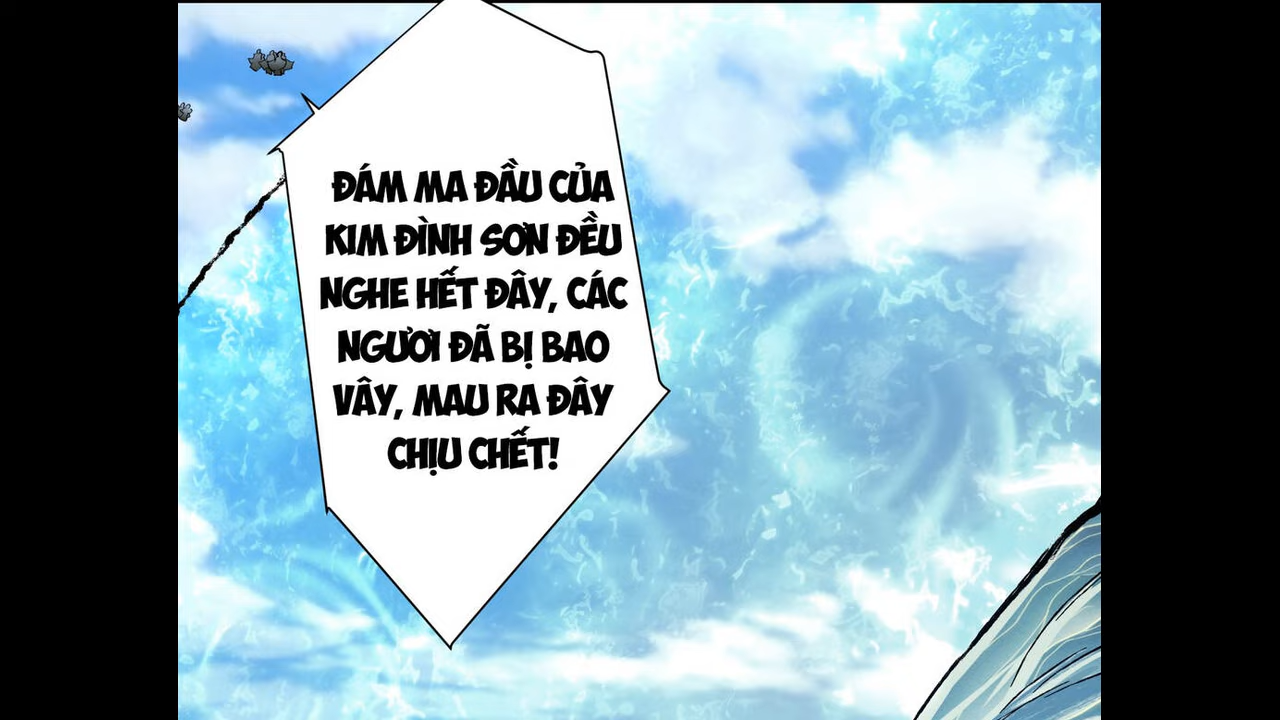 ĐÁM MA ĐẦU CỦA
KIM ĐÌNH SƠN ĐỀU
NGHE HẾT ĐÂY, CÁC
NGƯƠI ĐÃ BỊ BAO
VÂY, MAU RA ĐÂY
CHỊU CHẾT!